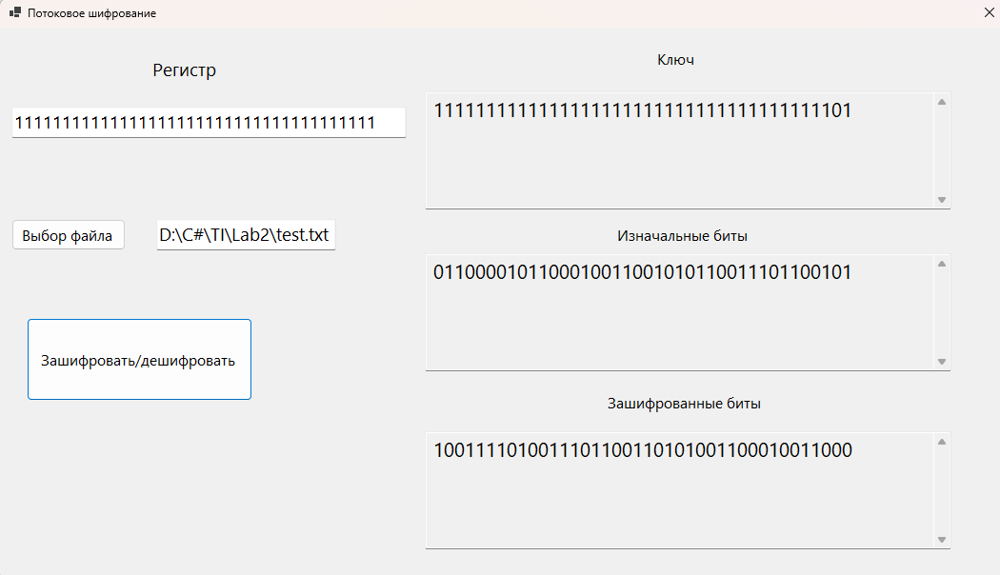 Потоковое шифрование
Регистр
11111111111111111111111111111111111111
Выбор файла
D:\C#\TI\Lab2\test.txt
Зашифровать/дешифровать
Ключ
1111111111111111111111111111111111111101
Изначальные биты
0110000101100010011001010110011101100101
Зашифрованные биты
1001111010011101100110101001100010011000